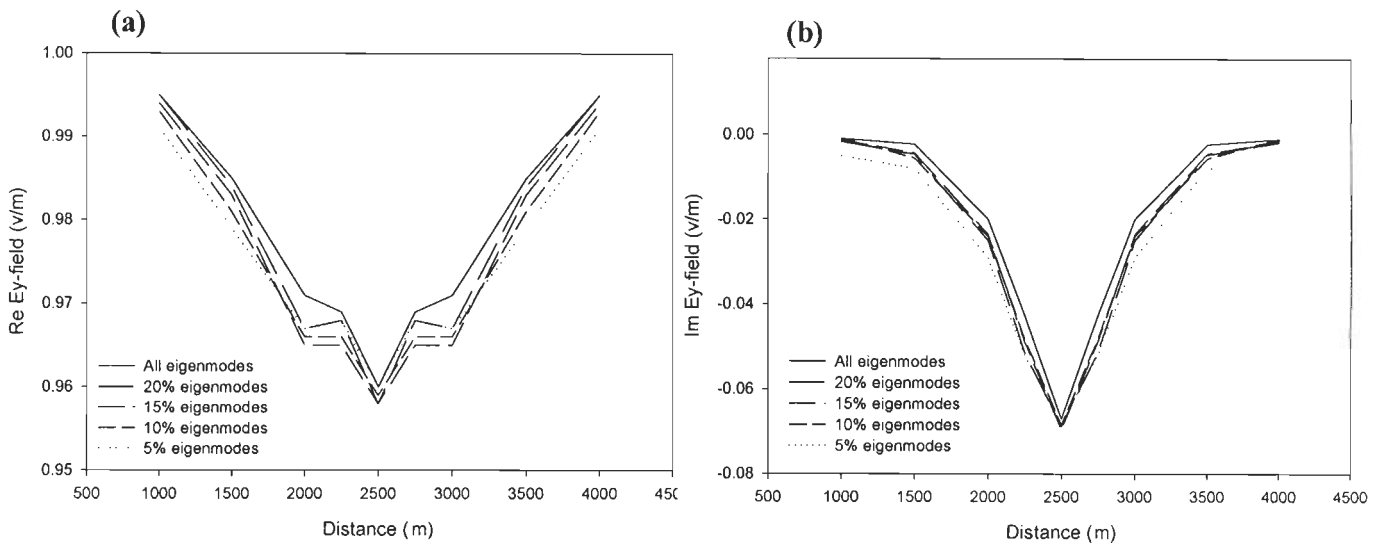 (a)
1.00
0.99
0.98
0.97
0.96
0.95
Re Ey-field (v/m)
All eigenmodes
20% eigenmodes
15% eigenmodes
10% eigenmodes
5% eigenmodes
500 1000 1500 2000 2500 3000 3500 4000 450
Distance (m)
(b)
0.00
-0.02
-0.04
-0.06
-0.08
Im Ey-field (v/m)
All eigenmodes
20% eigenmodes
15% eigenmodes
10% eigenmodes
5% eigenmodes
500 1000 1500 2000 2500 3000 3500 4000 4500
Distance (m)